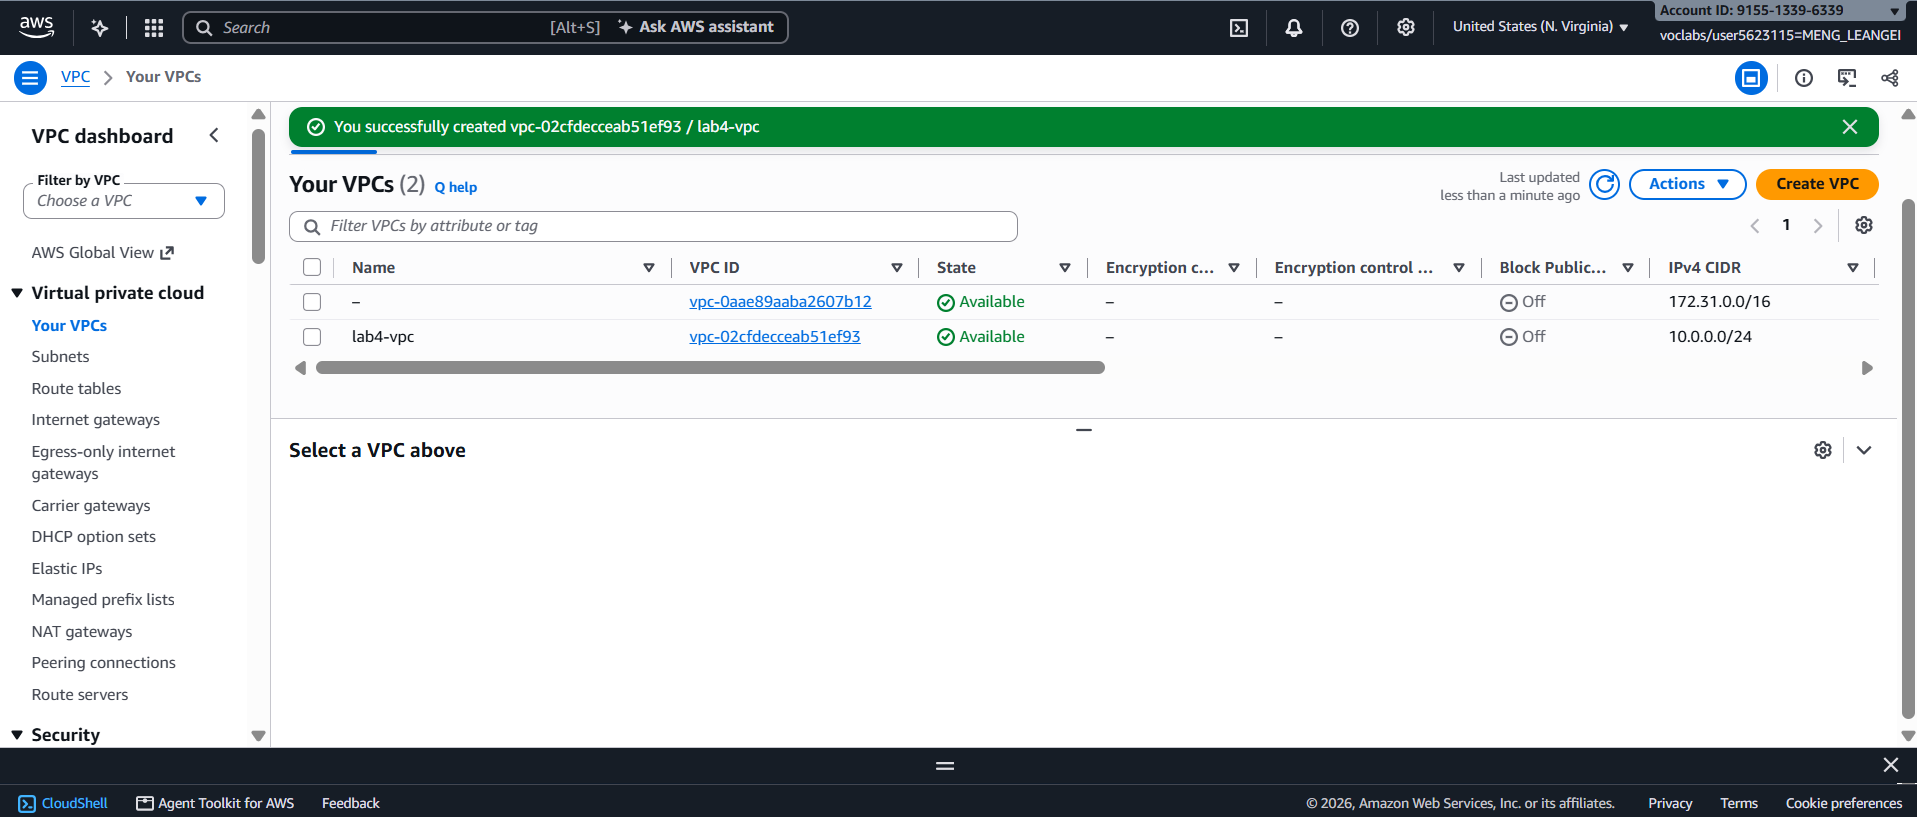 aws
Search [Alt+S] Ask AWS assistant
United States (N. Virginia)
Account ID: 9155-1339-6339
voclabs/user5623115=MENG_LEANGEI
VPC
Your VPCs
VPC dashboard
Filter by VPC
Choose a VPC
AWS Global View
Virtual private cloud
Your VPCs
Subnets
Route tables
Internet gateways
Egress-only internet
gateways
Carrier gateways
DHCP option sets
Elastic IPs
Managed prefix lists
NAT gateways
Peering connections
Route servers
Security
You successfully created vpc-02cfdecceab51ef93 / lab4-vpc
Your VPCs (2) Q help
Last updated
less than a minute ago
Actions
Create VPC
Filter VPCs by attribute or tag
1
Name VPC ID State Encryption c... Encryption control ... Block Public... IPv4 CIDR
– vpc-0aae89aaba2607b12 Available – – Off 172.31.0.0/16
lab4-vpc vpc-02cfdecceab51ef93 Available – – Off 10.0.0.0/24
Select a VPC above
CloudShell Agent Toolkit for AWS Feedback
© 2026, Amazon Web Services, Inc. or its affiliates. Privacy Terms Cookie preferences